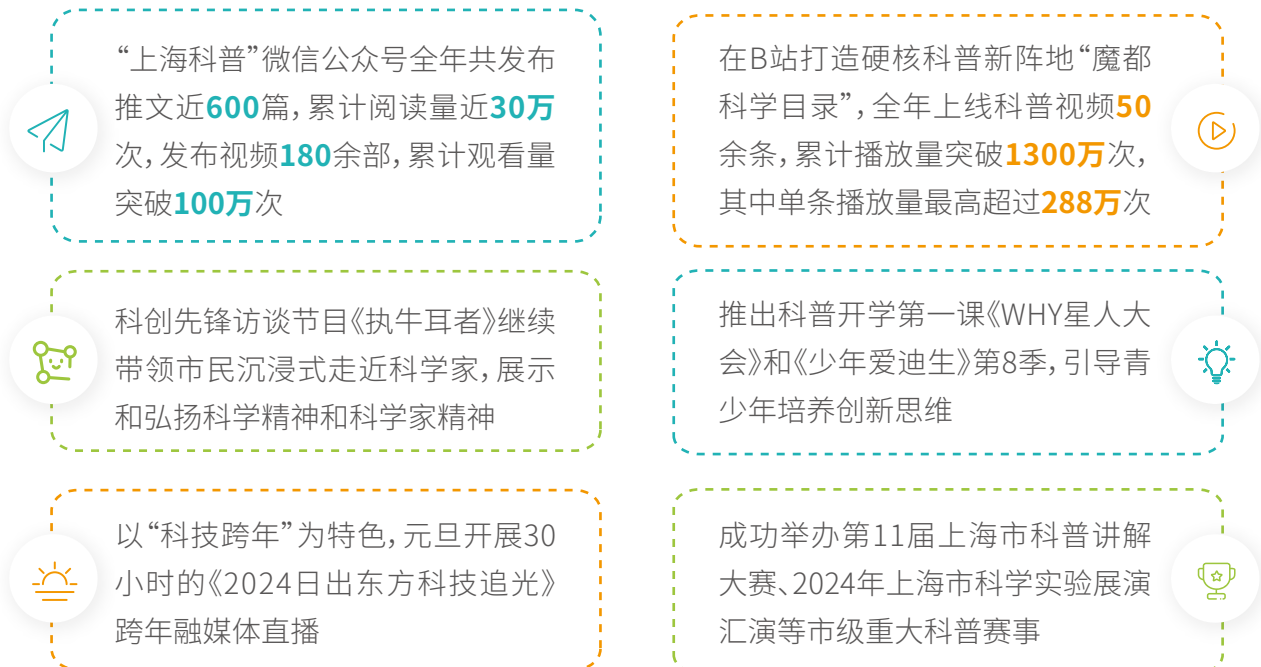 “上海科普”微信公众号全年共发布
推文近600篇，累计阅读量近30万
次，发布视频180余部，累计观看量
突破100万次
在B站打造硬核科普新阵地“魔都
科学目录”，全年上线科普视频50
余条，累计播放量突破1300万次，
其中单条播放量最高超过288万次
科创先锋访谈节目《执牛耳者》继续
带领市民沉浸式走近科学家，展示
和弘扬科学精神和科学家精神
推出科普开学第一课《WHY星人大
会》和《少年爱迪生》第8季，引导青
少年培养创新思维
以“科技跨年”为特色，元旦开展30
小时的《2024日出东方科技追光》
跨年融媒体直播
成功举办第11届上海市科普讲解
大赛、2024年上海市科学实验展演
汇演等市级重大科普赛事